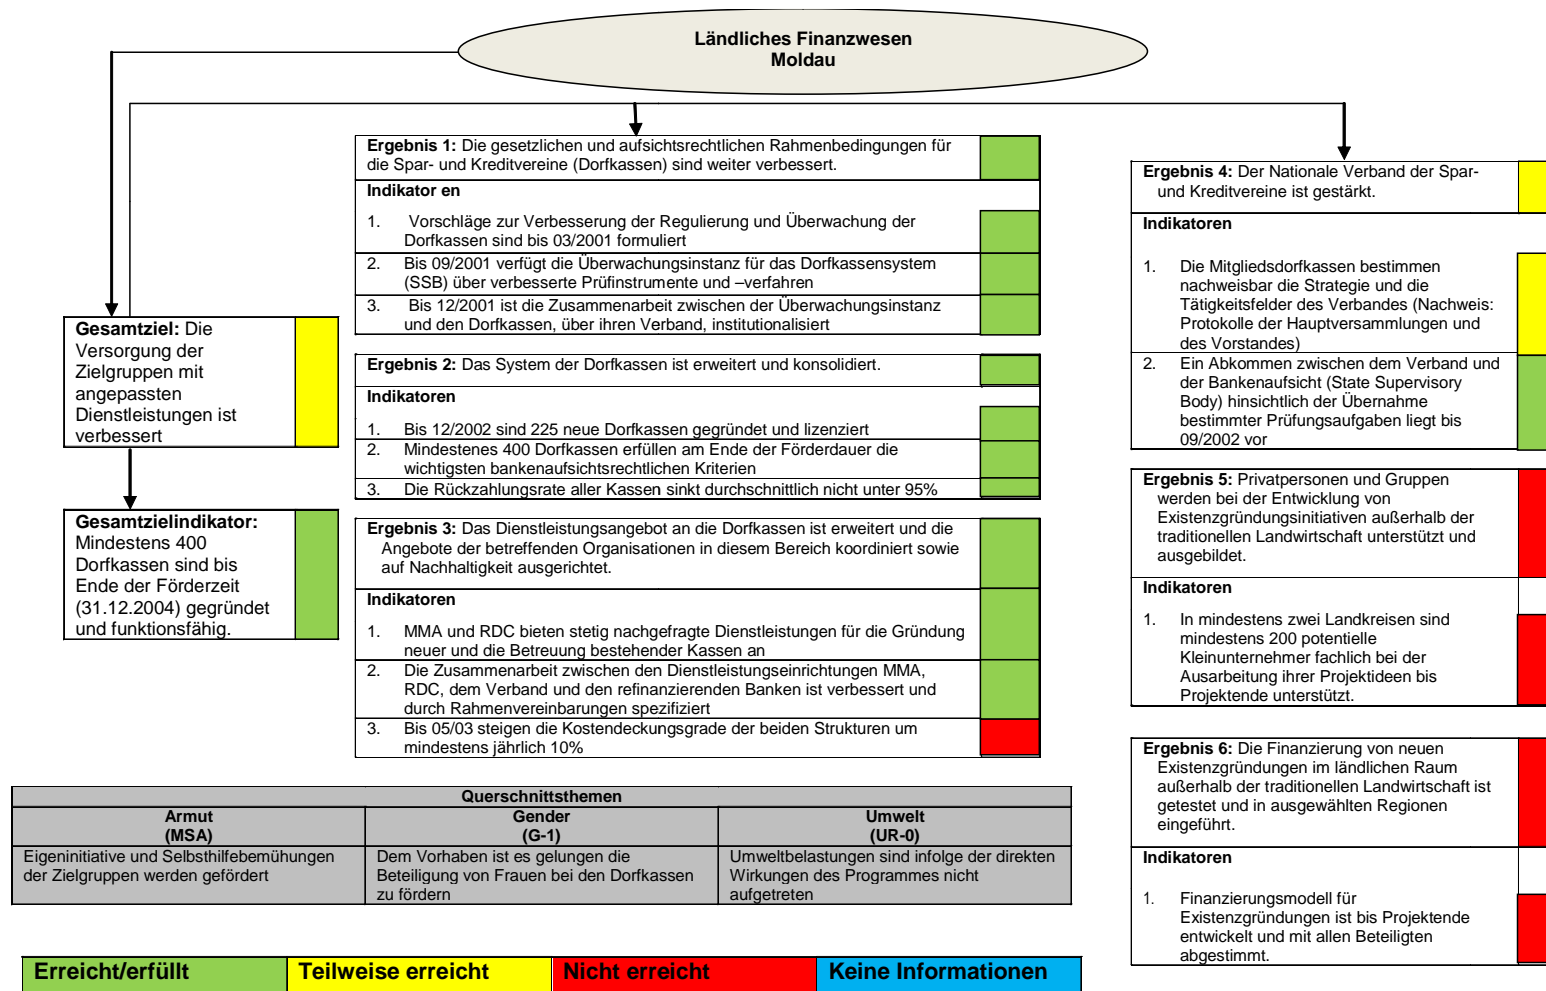 Ländliches Finanzwesen
Moldau
Gesamtziel: Die
Versorgung der
Zielgruppen mit
angepassten
Dienstleistungen ist
verbessert
Gesamtzielindikator:
Mindestens 400
Dorfkassen sind bis
Ende der Förderzeit
(31.12.2004) gegründet
und funktionsfähig.
Ergebnis 1: Die gesetzlichen und aufsichtsrechtlichen Rahmenbedingungen für
die Spar- und Kreditvereine (Dorfkassen) sind weiter verbessert.
Indikator en
1. Vorschläge zur Verbesserung der Regulierung und Überwachung der
Dorfkassen sind bis 03/2001 formuliert
2. Bis 09/2001 verfügt die Überwachungsinstanz für das Dorfkassensystem
(SSB) über verbesserte Prüfinstrumente und –verfahren
3. Bis 12/2001 ist die Zusammenarbeit zwischen der Überwachungsinstanz
und den Dorfkassen, über ihren Verband, institutionalisiert
Ergebnis 2: Das System der Dorfkassen ist erweitert und konsolidiert.
Indikatoren
1. Bis 12/2002 sind 225 neue Dorfkassen gegründet und lizenziert
2. Mindestenes 400 Dorfkassen erfüllen am Ende der Förderdauer die
wichtigsten bankenaufsichtsrechtlichen Kriterien
3. Die Rückzahlungsrate aller Kassen sinkt durchschnittlich nicht unter 95%
Ergebnis 3: Das Dienstleistungsangebot an die Dorfkassen ist erweitert und die
Angebote der betreffenden Organisationen in diesem Bereich koordiniert sowie
auf Nachhaltigkeit ausgerichtet.
Indikatoren
1. MMA und RDC bieten stetig nachgefragte Dienstleistungen für die Gründung
neuer und die Betreuung bestehender Kassen an
2. Die Zusammenarbeit zwischen den Dienstleistungseinrichtungen MMA,
RDC, dem Verband und den refinanzierenden Banken ist verbessert und
durch Rahmenvereinbarungen spezifiziert
3. Bis 05/03 steigen die Kostendeckungsgrade der beiden Strukturen um
mindestens jährlich 10%
Ergebnis 4: Der Nationale Verband der Spar-
und Kreditvereine ist gestärkt.
Indikatoren
1. Die Mitgliedsdorfkassen bestimmen
nachweisbar die Strategie und die
Tätigkeitsfelder des Verbandes (Nachweis:
Protokolle der Hauptversammlungen und
des Vorstandes)
2. Ein Abkommen zwischen dem Verband und
der Bankenaufsicht (State Supervisory
Body) hinsichtlich der Übernahme
bestimmter Prüfungsaufgaben liegt bis
09/2002 vor
Ergebnis 5: Privatpersonen und Gruppen
werden bei der Entwicklung von
Existenzgründungsinitiativen außerhalb der
traditionellen Landwirtschaft unterstützt und
ausgebildet.
Indikatoren
1. In mindestens zwei Landkreisen sind
mindestens 200 potentielle
Kleinunternehmer fachlich bei der
Ausarbeitung ihrer Projektideen bis
Projektende unterstützt.
Ergebnis 6: Die Finanzierung von neuen
Existenzgründungen im ländlichen Raum
außerhalb der traditionellen Landwirtschaft ist
getestet und in ausgewählten Regionen
eingeführt.
Indikatoren
1. Finanzierungsmodell für
Existenzgründungen ist bis Projektende
entwickelt und mit allen Beteiligten
abgestimmt.
Querschnittsthemen
Armut
(MSA)
Gender
(G-1)
Umwelt
(UR-0)
Eigeninitiative und Selbsthilfebemühungen
der Zielgruppen werden gefördert
Dem Vorhaben ist es gelungen die
Beteiligung von Frauen bei den Dorfkassen
zu fördern
Umweltbelastungen sind infolge der direkten
Wirkungen des Programmes nicht
aufgetreten
Erreicht/erfüllt
Teilweise erreicht
Nicht erreicht
Keine Informationen